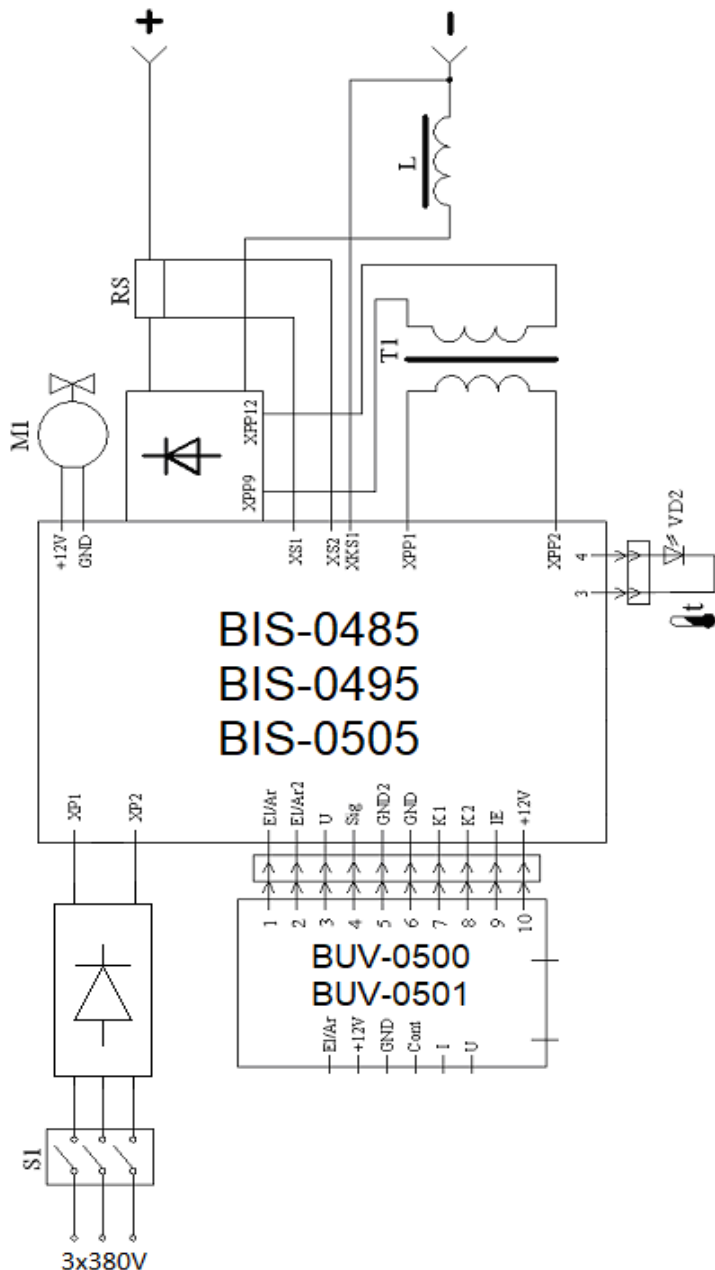 +
-
L
RS
T1
M1
XPP12
XPP9
+12V
GND
XS1
XS2
XKS1
XPP1
XPP2
4
3
VD2
t
BIS-0485
BIS-0495
BIS-0505
XP1
XP2
El/Ar
El/Ar2
U
Sig
GND2
GND
K1
K2
IE
+12V
1
2
3
4
5
6
7
8
9
10
BUV-0500
BUV-0501
El/Ar
+12V
GND
Cont
I
U
S1
3x380V